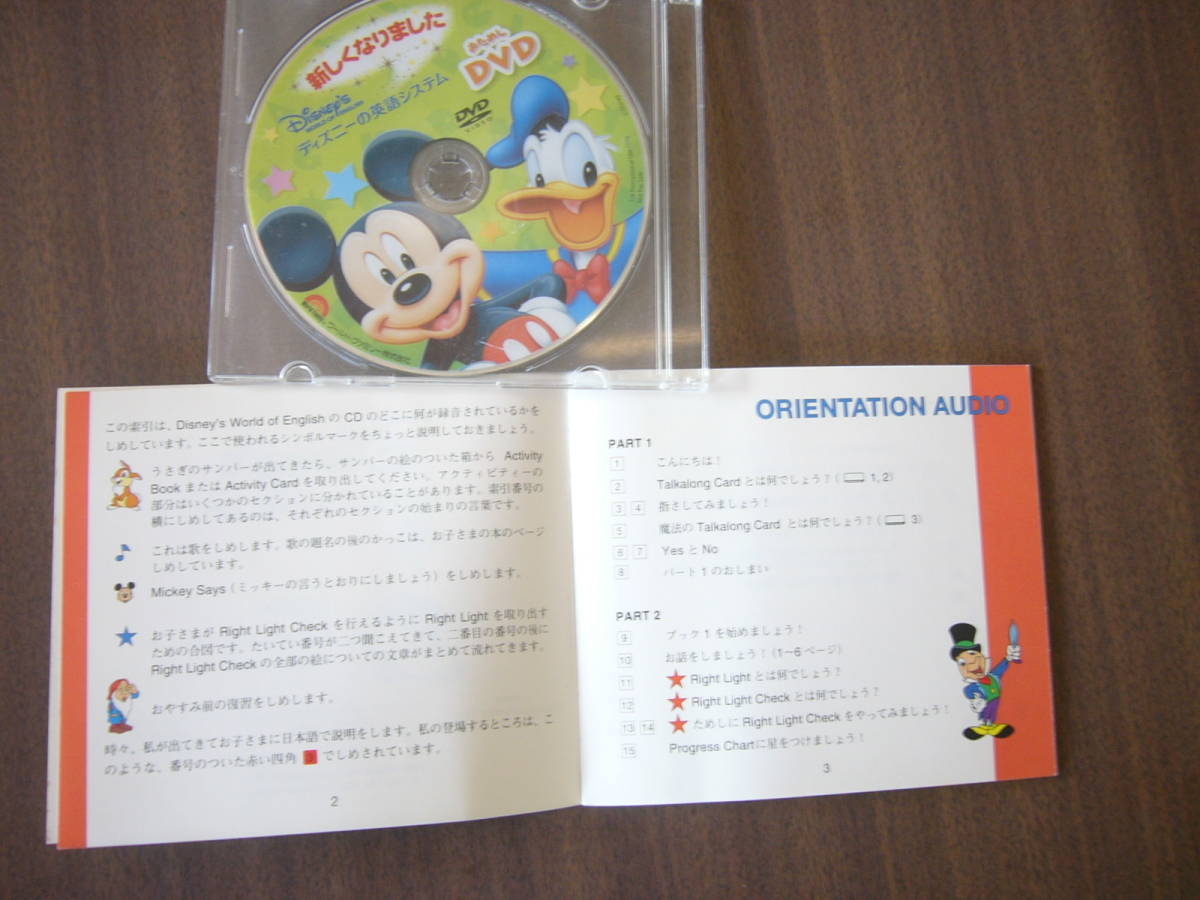 新しくなりました
おためし
DVD
Disney's
WORLD OF ENGLISH
ディズニーの英語システム
DVD
VIDEO
ワールド・ファミリー株式会社
この索引は、Disney's World of English の CD のどこに何が録音されているかを
しめしています。ここで使われるシンボルマークをちょっと説明しておきましょう。
うさぎのサンパーが出てきたら、サンパーの絵のついた箱から Activity
Book または Activity Card を取り出してください。アクティビティーの
部分はいくつかのセクションに分かれていることがあります。索引番号の
横にしめしてあるのは、それぞれのセクションの始まりの言葉です。
これは歌をしめします。歌の題名の後のかっこは、お子さまの本のページを
しめしています。
Mickey Says (ミッキーの言うとおりにしましょう) をしめします。
お子さまが Right Light Check を行えるように Right Light を取り出す
ための合図です。たいてい番号が二つ聞こえてきて、二番目の番号の後に
Right Light Check の全部の絵についての文章がまとめて流れてきます。
おやすみ前の復習をしめします。
時々、私が出てきてお子さまに日本語で説明をします。私の登場するところは、こ
のような、番号のついた赤い四角 3 でしめされています。
2
ORIENTATION AUDIO
PART 1
1 こんにちは！
2 Talkalong Card とは何でしょう？( 1, 2)
3 4 指さしてみましょう！
5 魔法の Talkalong Card とは何でしょう？( 3)
6 7 Yes と No
8 パート 1 のおしまい
PART 2
9 ブック 1 を始めましょう！
10 お話をしましょう！(1〜6 ページ)
11 ★ Right Light とは何でしょう？
12 ★ Right Light Check とは何でしょう？
13 14 ★ ためしに Right Light Check をやってみましょう！
15 Progress Chartに星をつけましょう！
3